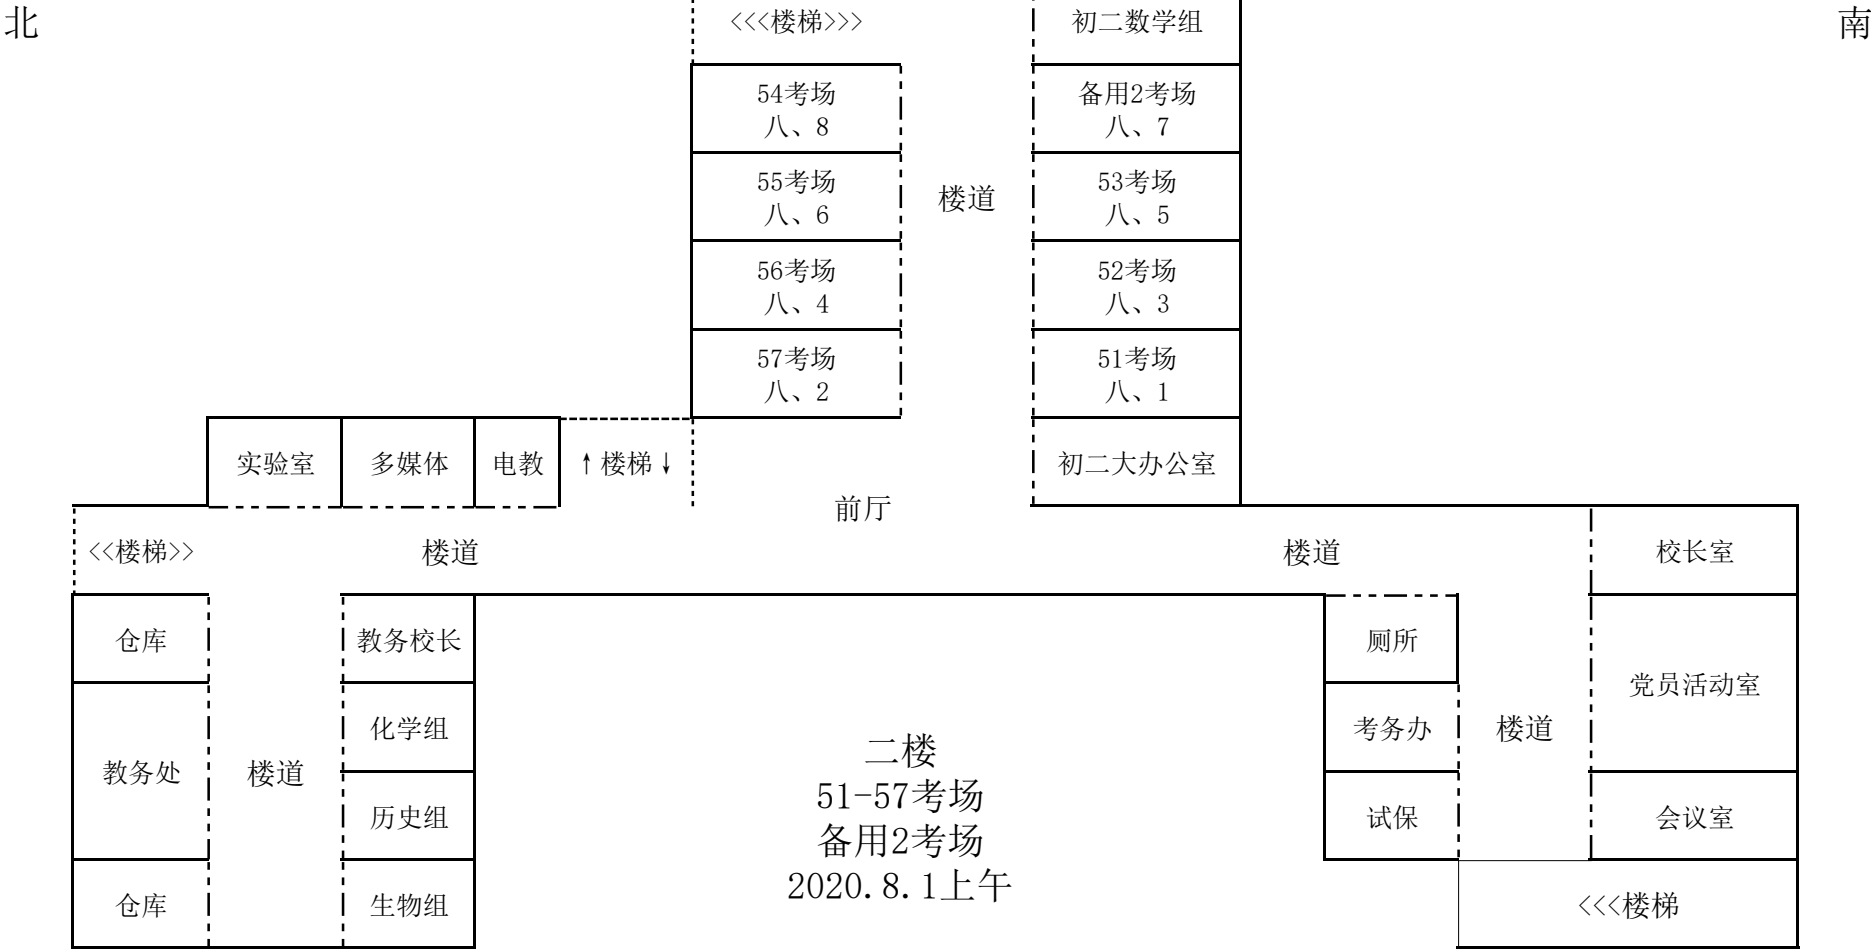 北
<<<楼梯>>>
初二数学组
南
54考场
八、8
备用2考场
八、7
55考场
八、6
楼道
53考场
八、5
56考场
八、4
52考场
八、3
57考场
八、2
51考场
八、1
实验室
多媒体
电教
↑楼梯↓
初二大办公室
前厅
<<楼梯>>
楼道
楼道
校长室
仓库
教务校长
厕所
党员活动室
化学组
考务办
楼道
教务处
楼道
历史组
试保
会议室
仓库
生物组
<<<楼梯
二楼
51-57考场
备用2考场
2020.8.1上午